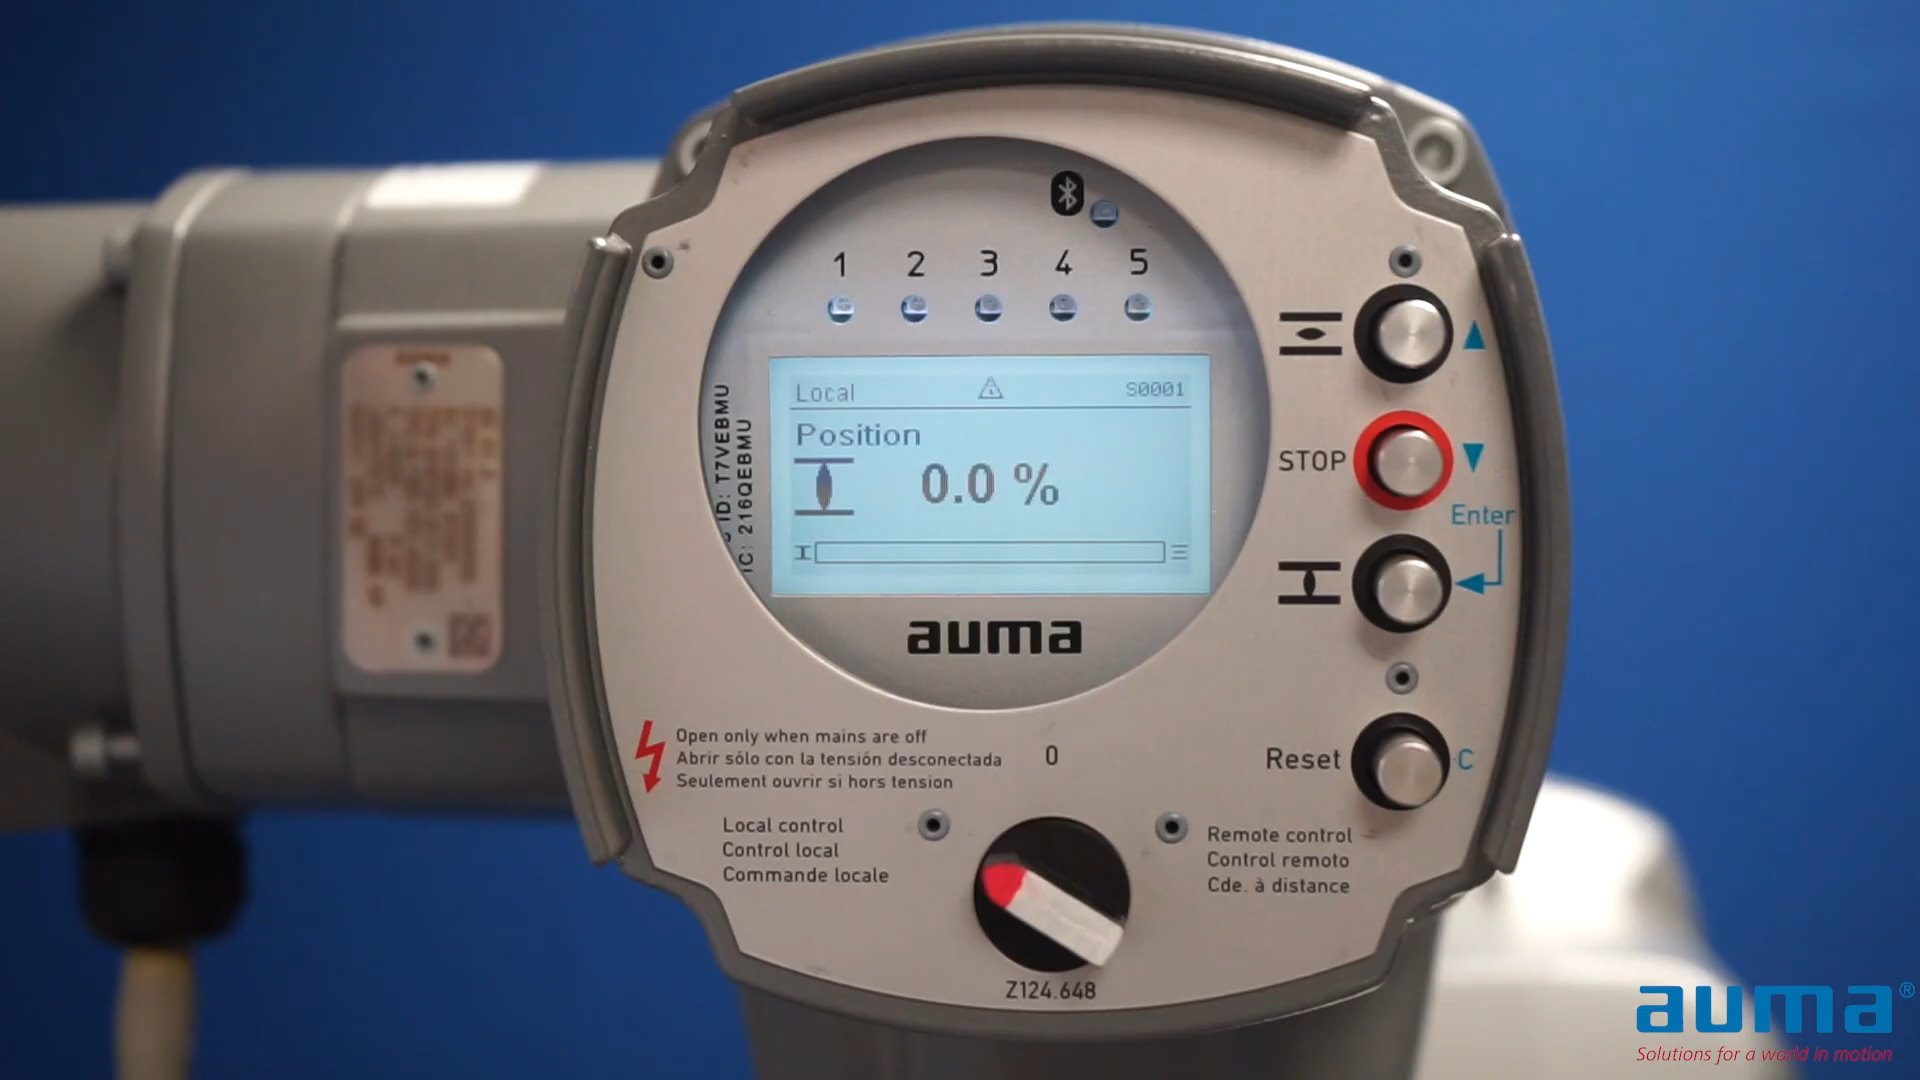 1 2 3 4 5
Local S0001
Position
0.0 %
ID: T7VEBMU
IC: 216QEBMU
auma
STOP
Enter
Reset C
Open only when mains are off
Abrir sólo con la tensión desconectada
Seulement ouvrir si hors tension
0
Local control
Control local
Commande locale
Remote control
Control remoto
Cde. à distance
Z124.648
auma®
Solutions for a world in motion